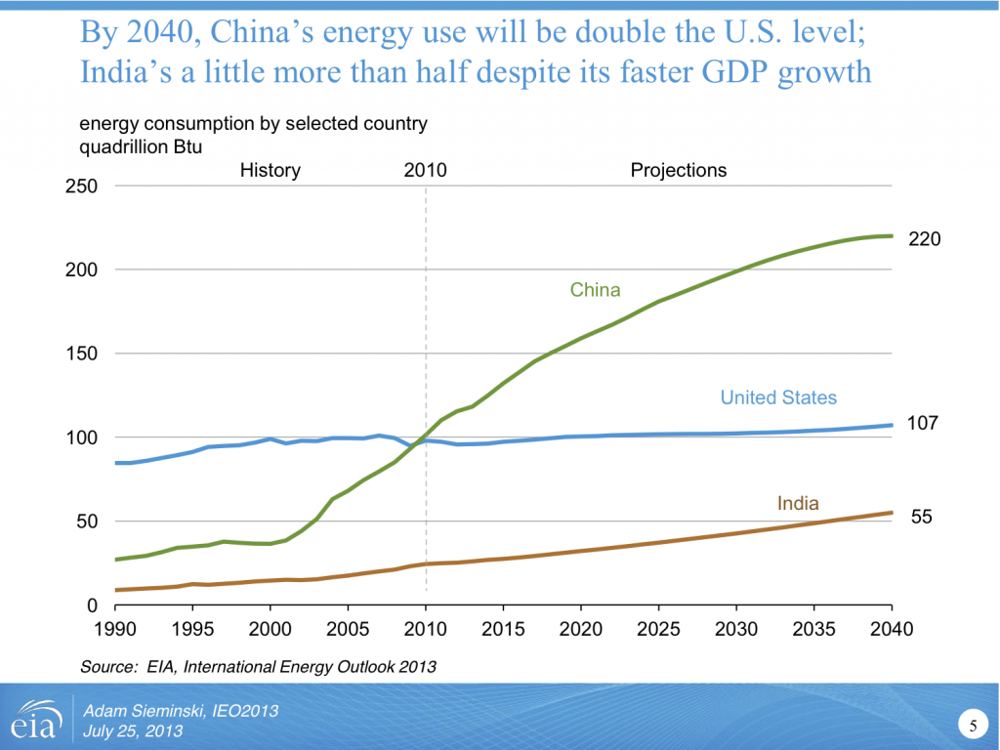 By 2040, China’s energy use will be double the U.S. level;
India’s a little more than half despite its faster GDP growth
energy consumption by selected country
quadrillion Btu
History 2010 Projections
250
220
200
China
150
United States
107
100
India
55
50
0
1990 1995 2000 2005 2010 2015 2020 2025 2030 2035 2040
Source: EIA, International Energy Outlook 2013
eia
Adam Sieminski, IEO2013
July 25, 2013
5